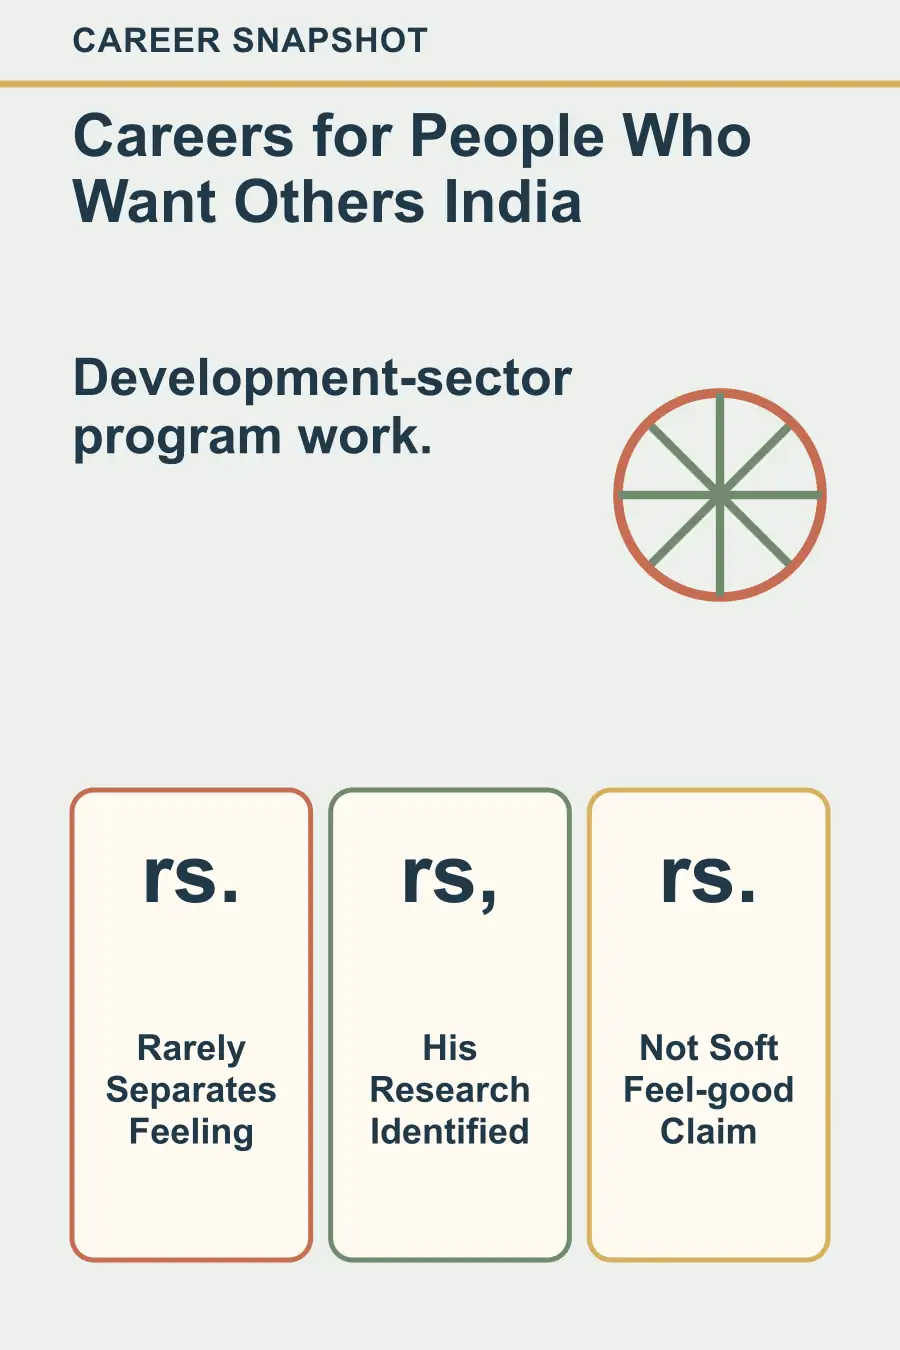 CAREER SNAPSHOT
Careers for People Who
Want Others India
Development-sector
program work.
rs.
Rarely
Separates
Feeling
rs,
His
Research
Identified
rs.
Not Soft
Feel-good
Claim